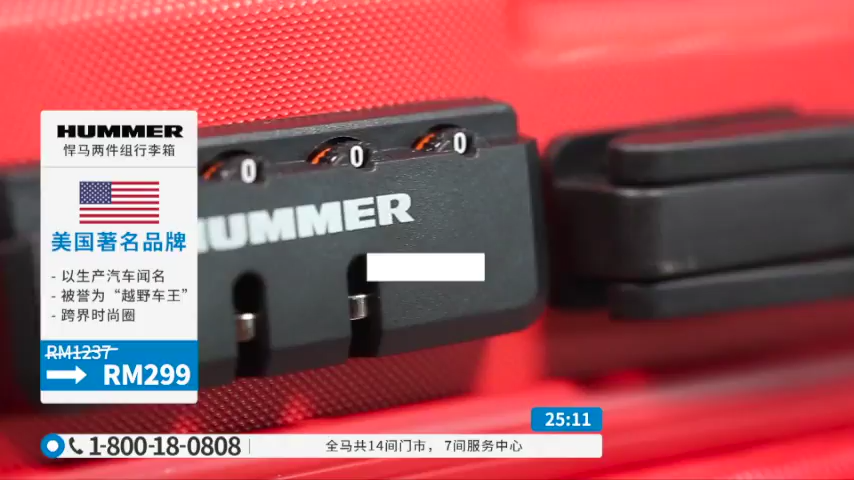 HUMMER
悍马两件组行李箱
美国著名品牌
- 以生产汽车闻名
- 被誉为“越野车王”
- 跨界时尚圈
RM1237
RM299
0 0 0
HUMMER
25:11
1-800-18-0808
全马共14间门市， 7间服务中心